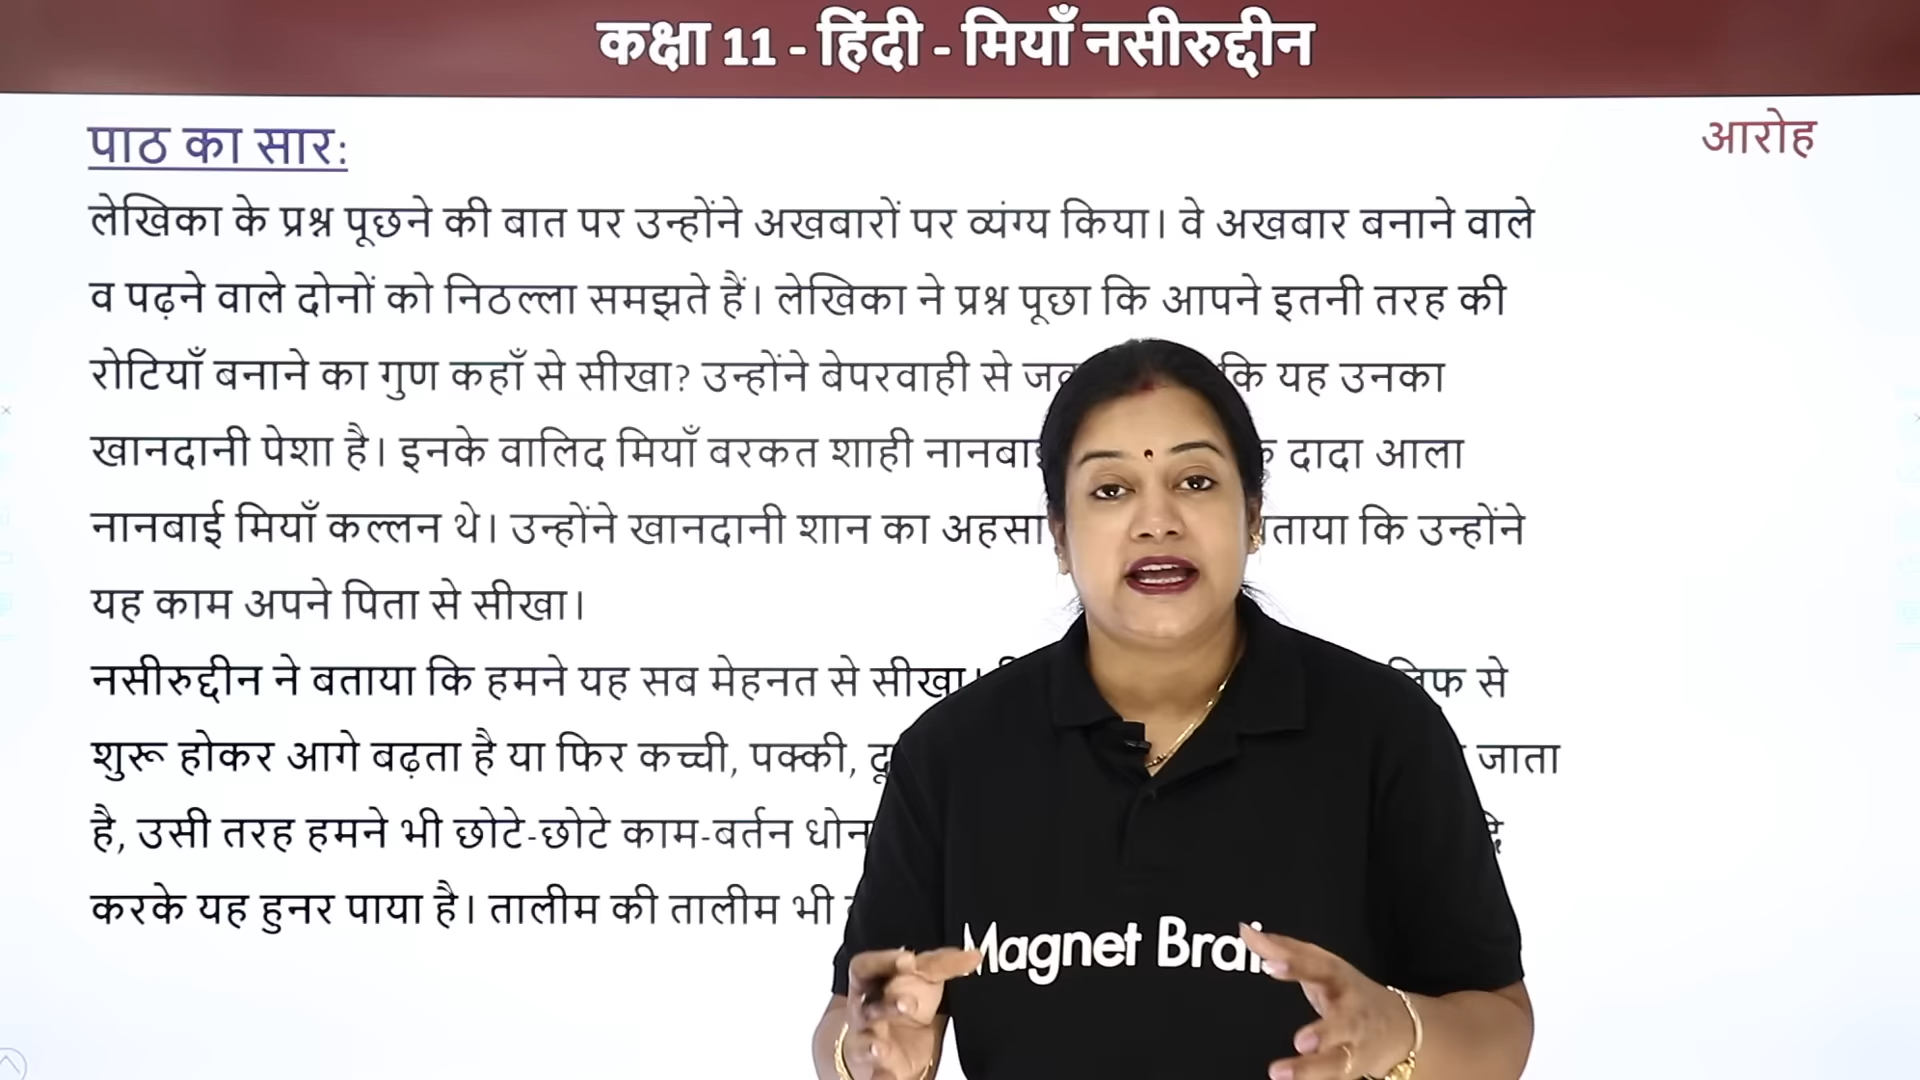 कक्षा 11 - हिंदी - मियाँ नसीरुद्दीन
पाठ का सार:
आरोह
लेखिका के प्रश्न पूछने की बात पर उन्होंने अखबारों पर व्यंग्य किया। वे अखबार बनाने वाले
व पढ़ने वाले दोनों को निठल्ला समझते हैं। लेखिका ने प्रश्न पूछा कि आपने इतनी तरह की
रोटियाँ बनाने का गुण कहाँ से सीखा? उन्होंने बेपरवाही से कि यह उनका
खानदानी पेशा है। इनके वालिद मियाँ बरकत शाही दादा आला
नानबाई मियाँ कल्लन थे। उन्होंने खानदानी शान का कि उन्होंने
यह काम अपने पिता से सीखा।
नसीरुद्दीन ने बताया कि हमने यह सब मेहनत से सीखा। से
शुरू होकर आगे बढ़ता है या फिर कच्ची, पक्की, जाता
है, उसी तरह हमने भी छोटे-छोटे काम-बर्तन
करके यह हुनर पाया है। तालीम की तालीम भी
Magnet